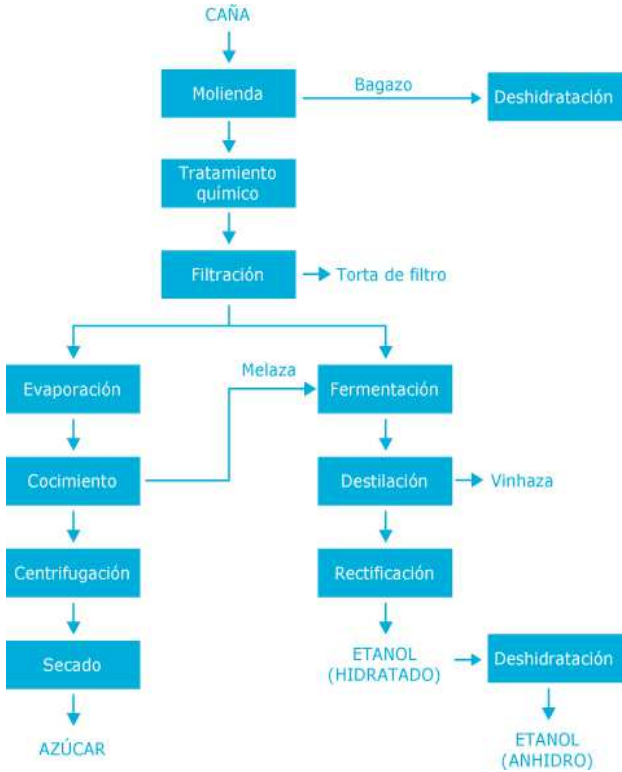 CAÑA
Molienda
Bagazo
Deshidratación
Tratamiento
químico
Filtración
Torta de filtro
Melaza
Evaporación
Fermentación
Cocimiento
Destilación
Vinhaza
Centrifugación
Rectificación
Secado
ETANOL
(HIDRATADO)
Deshidratación
AZÚCAR
ETANOL
(ANHIDRO)